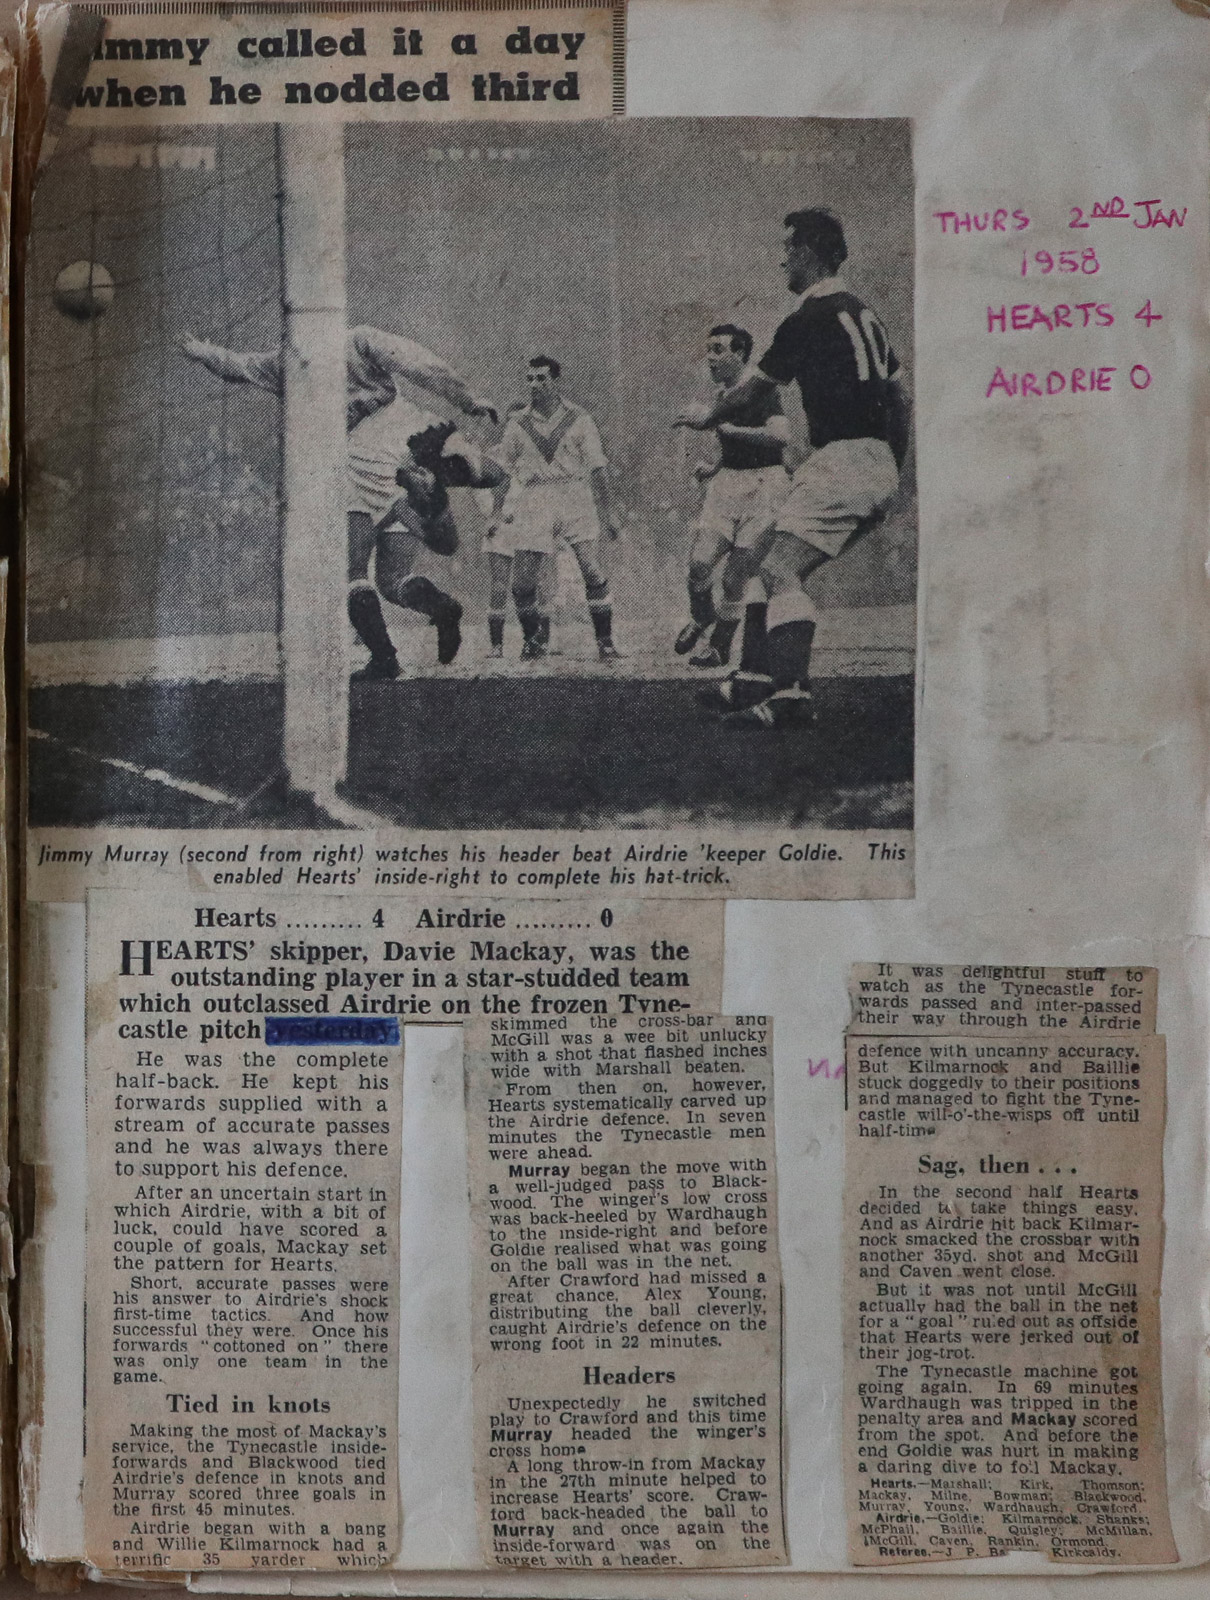 immy called it a day
when he nodded third
10
THURS 2ND JAN
1958
HEARTS 4
AIRDRIE 0
Jimmy Murray (second from right) watches his header beat Airdrie 'keeper Goldie. This
enabled Hearts' inside-right to complete his hat-trick.
Hearts ......... 4 Airdrie ......... 0
HEARTS' skipper, Davie Mackay, was the
outstanding player in a star-studded team
which outclassed Airdrie on the frozen Tyne-
castle pitch yesterday.
He was the complete
half-back. He kept his
forwards supplied with a
stream of accurate passes
and he was always there
to support his defence.
After an uncertain start in
which Airdrie, with a bit of
luck, could have scored a
couple of goals, Mackay set
the pattern for Hearts.
Short, accurate passes were
his answer to Airdrie's shock
first-time tactics. And how
successful they were. Once his
forwards "cottoned on" there
was only one team in the
game.
Tied in knots
Making the most of Mackay's
service, the Tynecastle inside-
forwards and Blackwood tied
Airdrie's defence in knots and
Murray scored three goals in
the first 45 minutes.
Airdrie began with a bang
and Willie Kilmarnock had a
terrific 35 yarder which
skimmed the cross-bar and
McGill was a wee bit unlucky
with a shot that flashed inches
wide with Marshall beaten.
From then on, however,
Hearts systematically carved up
the Airdrie defence. In seven
minutes the Tynecastle men
were ahead.
Murray began the move with
a well-judged pass to Black-
wood. The winger's low cross
was back-heeled by Wardhaugh
to the inside-right and before
Goldie realised what was going
on the ball was in the net.
After Crawford had missed a
great chance, Alex Young,
distributing the ball cleverly,
caught Airdrie's defence on the
wrong foot in 22 minutes.
Headers
Unexpectedly he switched
play to Crawford and this time
Murray headed the winger's
cross home
A long throw-in from Mackay
in the 27th minute helped to
increase Hearts' score. Craw-
ford back-headed the ball to
Murray and once again the
inside-forward was on the
target with a header.
It was delightful stuff to
watch as the Tynecastle for-
wards passed and inter-passed
their way through the Airdrie
defence with uncanny accuracy.
But Kilmarnock and Baillie
stuck doggedly to their positions
and managed to fight the Tyne-
castle will-o'-the-wisps off until
half-time
Sag, then . . .
In the second half Hearts
decided to take things easy.
And as Airdrie hit back Kilmar-
nock smacked the crossbar with
another 35yd. shot and McGill
and Caven went close.
But it was not until McGill
actually had the ball in the net
for a "goal" ruled out as offside
that Hearts were jerked out of
their jog-trot.
The Tynecastle machine got
going again. In 69 minutes
Wardhaugh was tripped in the
penalty area and Mackay scored
from the spot. And before the
end Goldie was hurt in making
a daring dive to foil Mackay.
Hearts.—Marshall; Kirk, Thomson;
Mackay, Milne, Bowman; Blackwood,
Murray, Young, Wardhaugh, Crawford.
Airdrie.—Goldie; Kilmarnock, Shanks;
McPhail, Baillie, Quigley; McMillan,
McGill, Caven, Rankin, Ormond.
Referee.—J. P. Kirkcaldy.